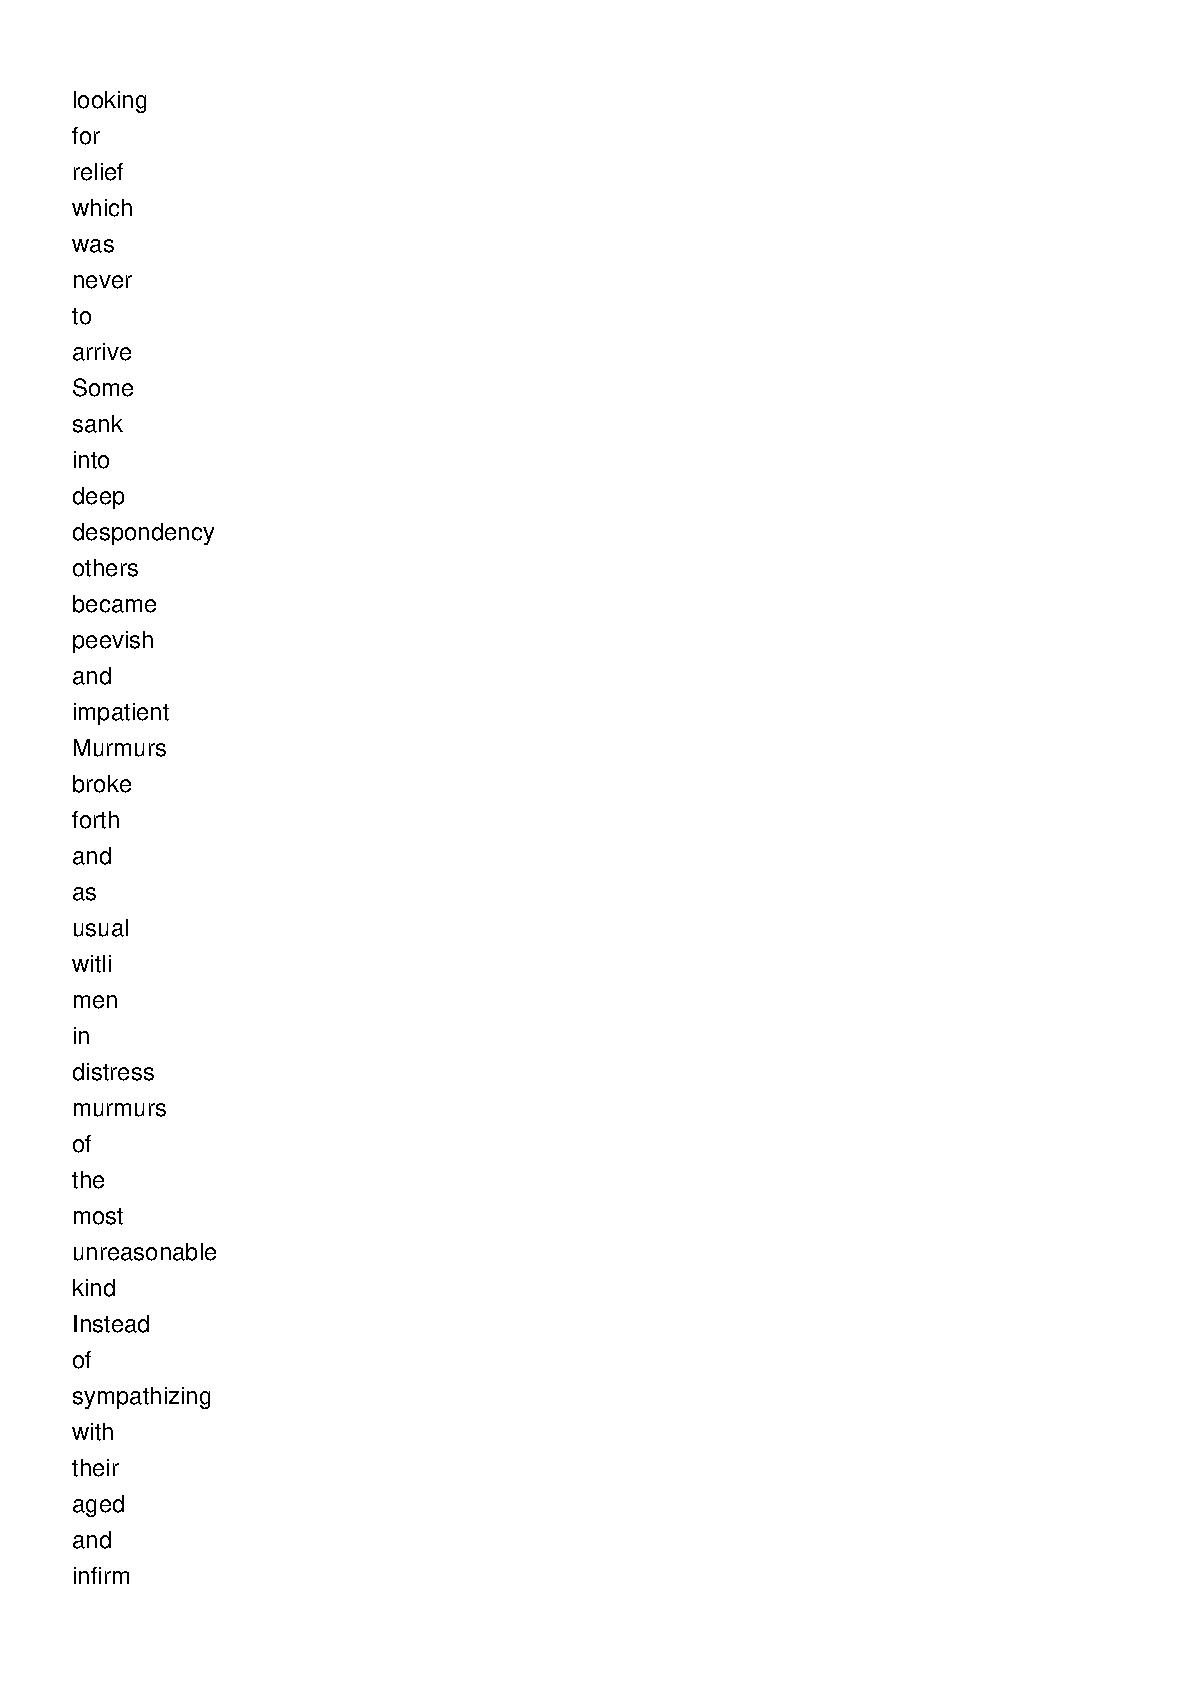 looking
for
relief
which
was
never
to
arrive
Some
sank
into
deep
despondency
others
became
peevish
and
impatient
Murmurs
broke
forth
and
as
usual
witli
men
in
distress
murmurs
of
the
most
unreasonable
kind
Instead
of
sympathizing
with
their
aged
and
infirm